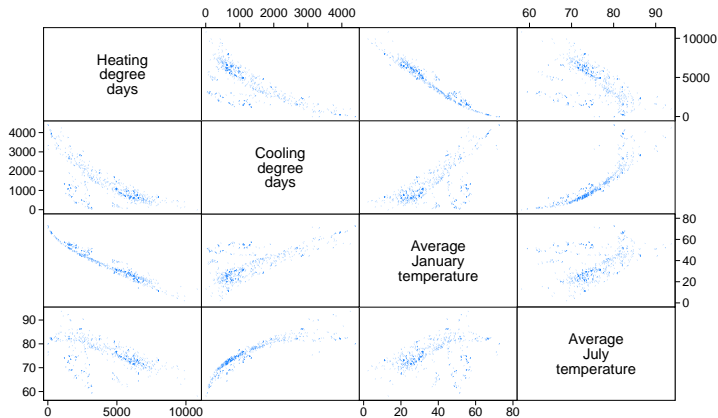 0 1000 2000 3000 4000
60 70 80 90
Heating
degree
days
10000
5000
0
4000
3000
2000
1000
0
Cooling
degree
days
Average
January
temperature
80
60
40
20
0
90
80
70
60
Average
July
temperature
0 5000 10000
0 20 40 60 80